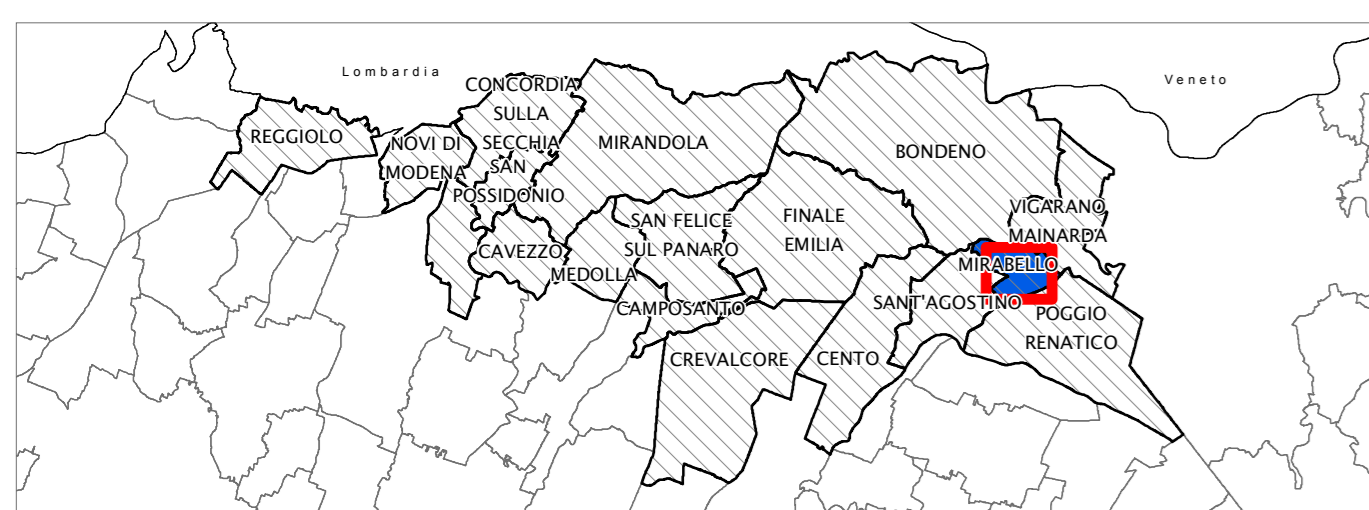 Lombardia
Veneto
CONCORDIA
SULLA
SECCHIA
REGGIOLO
NOVI DI
MODENA
SAN
POSSIDONIO
MIRANDOLA
BONDENO
VIGARANO
MAINARDA
SAN FELICE
SUL PANARO
FINALE
EMILIA
CAVEZZO
MEDOLLA
MIRABELLO
CAMPOSANTO
SANT'AGOSTINO
POGGIO
RENATICO
CREVALCORE
CENTO